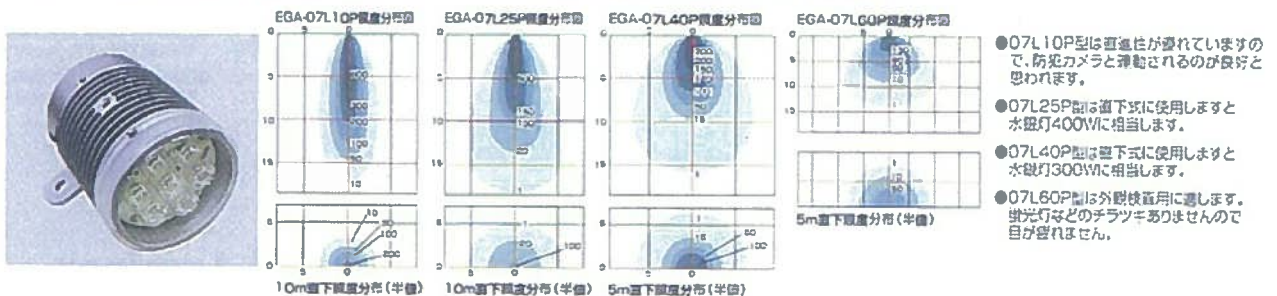 EGA-07L10P照度分布図
EGA-07L25P照度分布図
EGA-07L40P照度分布図
EGA-07L60P照度分布図
10m直下照度分布(半値)
10m直下照度分布(半値)
5m直下照度分布(半値)
5m直下照度分布(半値)
●07L10P型は直進性が優れていますの
で、防犯カメラと連動されるのが良好と
思われます。
●07L25P型は直下式に使用しますと
水銀灯400Wに相当します。
●07L40P型は直下式に使用しますと
水銀灯300Wに相当します。
●07L60P型は外観検査用に適します。
蛍光灯などのチラツキありませんので
目が疲れません。